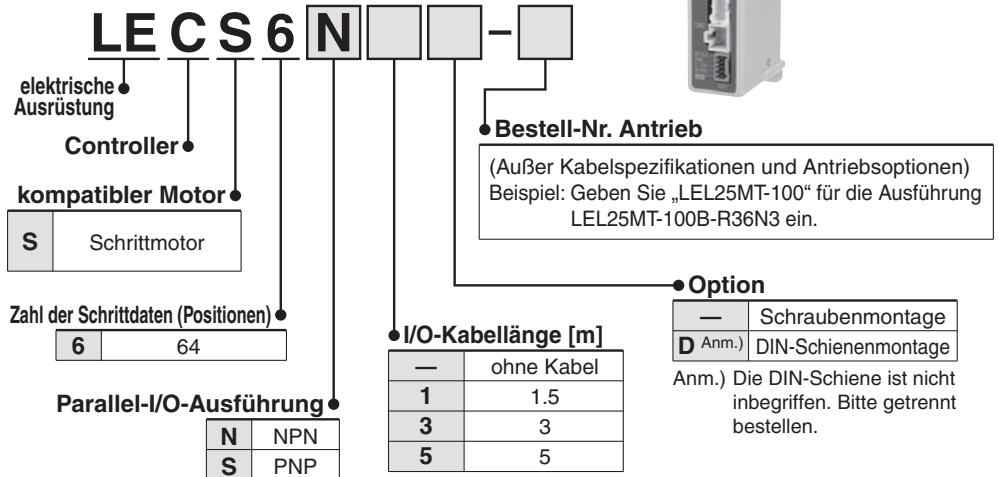 LECS6N –
elektrische
Ausrüstung
Controller
kompatibler Motor
S Schrittmotor
Zahl der Schrittdaten (Positionen)
6 64
Parallel-I/O-Ausführung
N NPN
S PNP
I/O-Kabellänge [m]
— ohne Kabel
1 1.5
3 3
5 5
Bestell-Nr. Antrieb
(Außer Kabelspezifikationen und Antriebsoptionen)
Beispiel: Geben Sie „LEL25MT-100“ für die Ausführung
LEL25MT-100B-R36N3 ein.
Option
— Schraubenmontage
D Anm.) DIN-Schienenmontage
Anm.) Die DIN-Schiene ist nicht
inbegriffen. Bitte getrennt
bestellen.